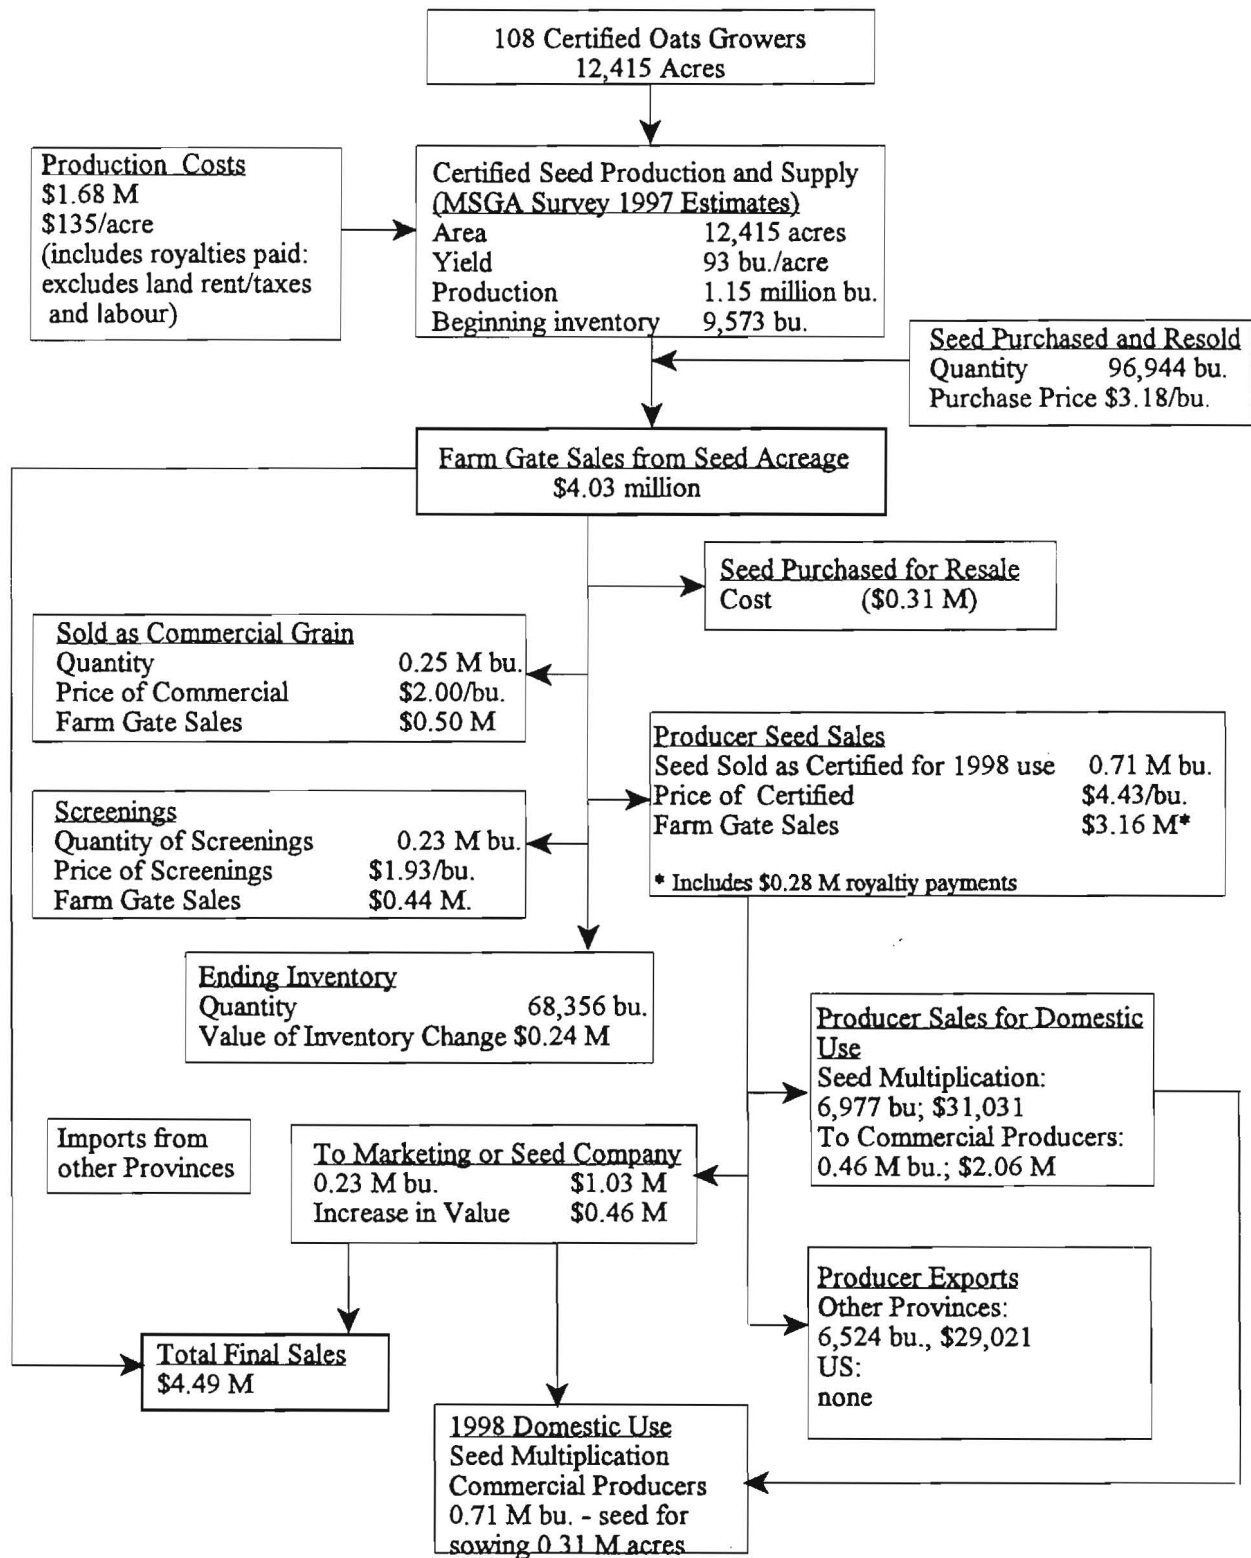 108 Certified Oats Growers
12,415 Acres
Production Costs
$1.68 M
$135/acre
(includes royalties paid:
excludes land rent/taxes
and labour)
Certified Seed Production and Supply
(MSGA Survey 1997 Estimates)
Area 12,415 acres
Yield 93 bu./acre
Production 1.15 million bu.
Beginning inventory 9,573 bu.
Seed Purchased and Resold
Quantity 96,944 bu.
Purchase Price $3.18/bu.
Farm Gate Sales from Seed Acreage
$4.03 million
Seed Purchased for Resale
Cost ($0.31 M)
Sold as Commercial Grain
Quantity 0.25 M bu.
Price of Commercial $2.00/bu.
Farm Gate Sales $0.50 M
Producer Seed Sales
Seed Sold as Certified for 1998 use 0.71 M bu.
Price of Certified $4.43/bu.
Farm Gate Sales $3.16 M*
* Includes $0.28 M royaltiy payments
Screenings
Quantity of Screenings 0.23 M bu.
Price of Screenings $1.93/bu.
Farm Gate Sales $0.44 M.
Ending Inventory
Quantity 68,356 bu.
Value of Inventory Change $0.24 M
Producer Sales for Domestic
Use
Seed Multiplication:
6,977 bu; $31,031
To Commercial Producers:
0.46 M bu.; $2.06 M
Imports from
other Provinces
To Marketing or Seed Company
0.23 M bu. $1.03 M
Increase in Value $0.46 M
Producer Exports
Other Provinces:
6,524 bu., $29,021
US:
none
Total Final Sales
$4.49 M
1998 Domestic Use
Seed Multiplication
Commercial Producers
0.71 M bu. - seed for
sowing 0.31 M acres